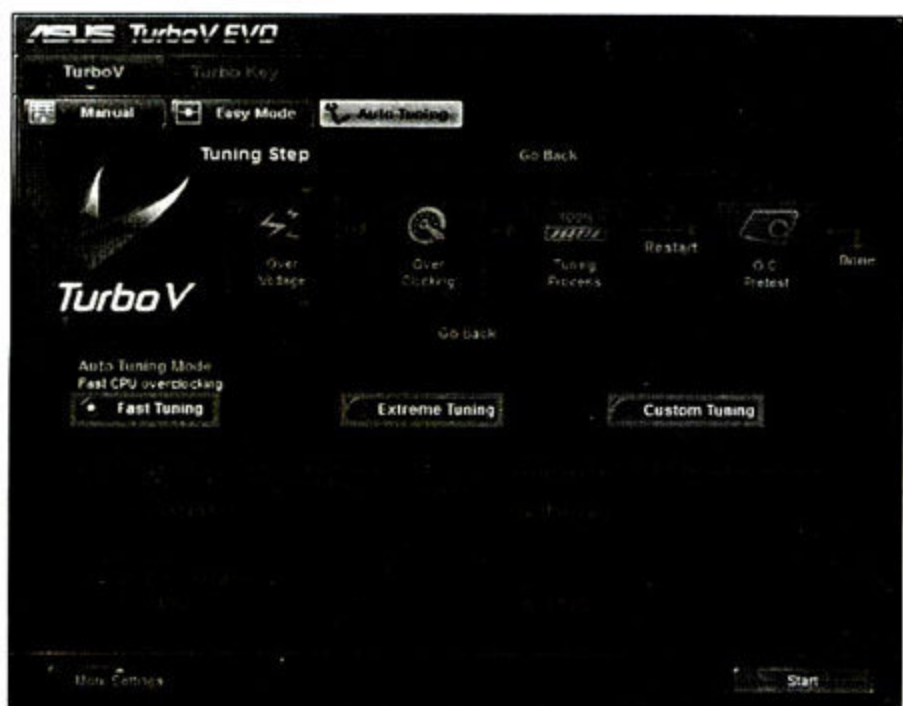 ASUS TurboV EVO
TurboV Turbo Key
Manual Easy Mode Auto Tuning
Tuning Step Go Back
100%
Restart
Over Voltage
Over Clocking
Tuning Process
O.C. Pretest
Done
TurboV
Go Back
Auto Tuning Mode
Fast CPU overclocking
Fast Tuning Extreme Tuning Custom Tuning
More Settings Start